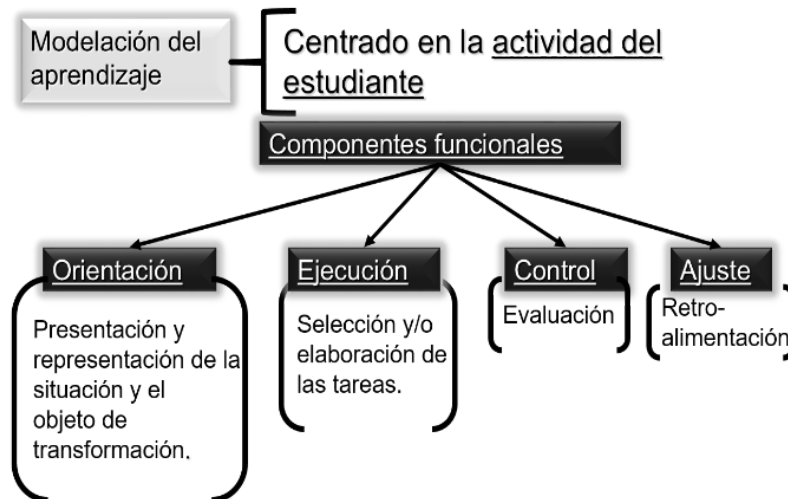 Modelación del
aprendizaje
Centrado en la actividad del
estudiante
Componentes funcionales
Orientación
Presentación y
representación de la
situación y el
objeto de
transformación.
Ejecución
Selección y/o
elaboración de
las tareas.
Control
Evaluación
Ajuste
Retro-
alimentación